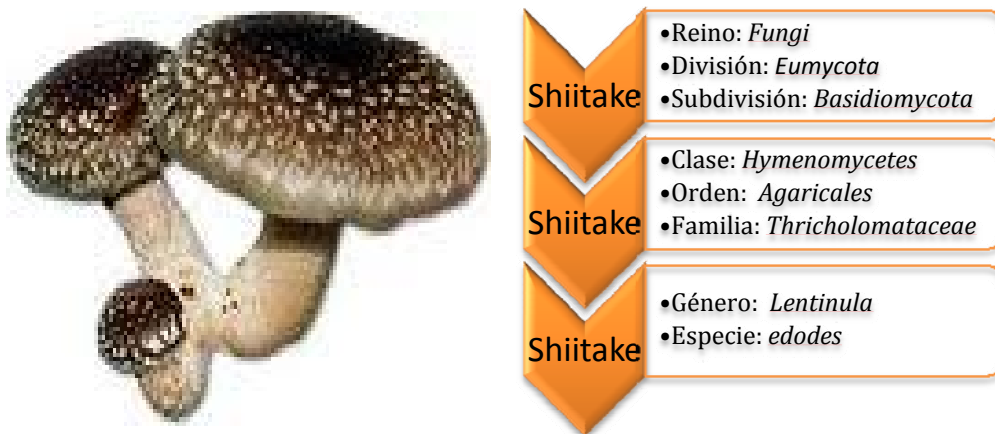 Shiitake
•Reino: Fungi
•División: Eumycota
•Subdivisión: Basidiomycota
Shiitake
•Clase: Hymenomycetes
•Orden: Agaricales
•Familia: Thricholomataceae
Shiitake
•Género: Lentinula
•Especie: edodes